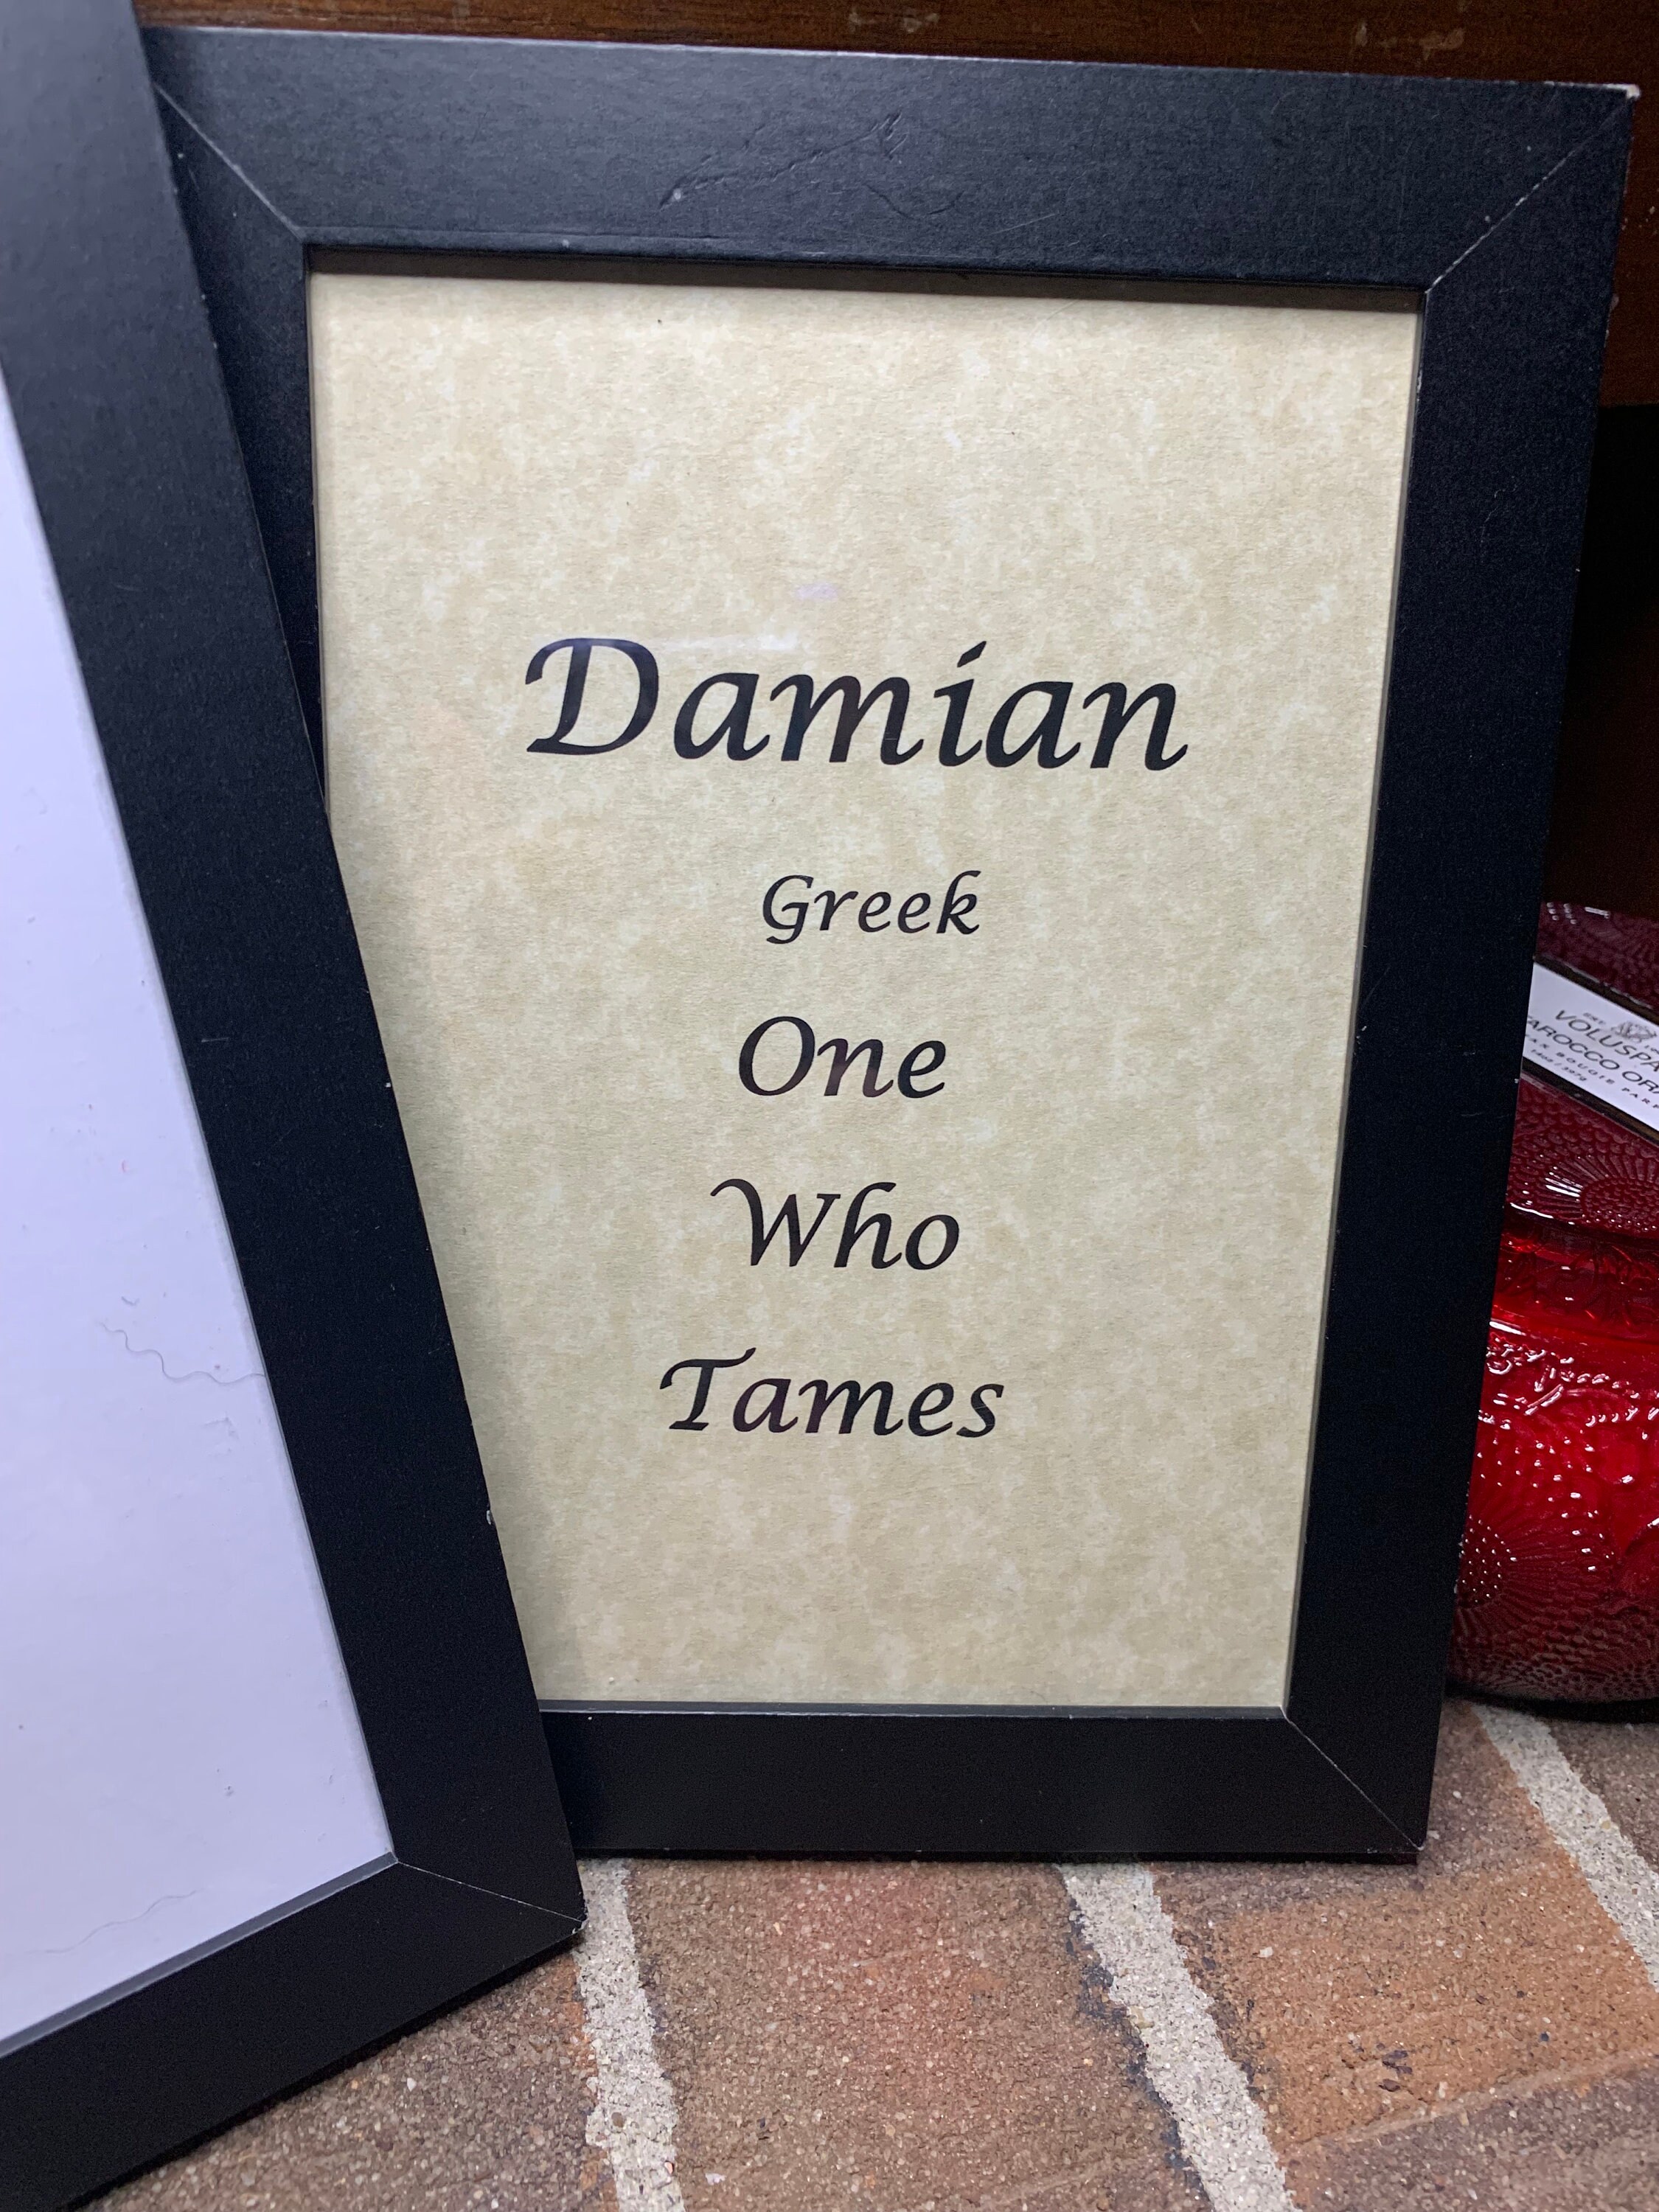 Damian
Greek
One
Who
Tames
VOLUSPA